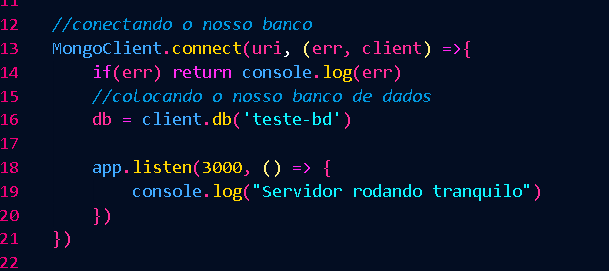 11
12 //conectando o nosso banco
13 MongoClient.connect(uri, (err, client) =>{
14 if(err) return console.log(err)
15 //colocando o nosso banco de dados
16 db = client.db('teste-bd')
17
18 app.listen(3000, () => {
19 console.log("Servidor rodando tranquilo")
20 })
21 })
22